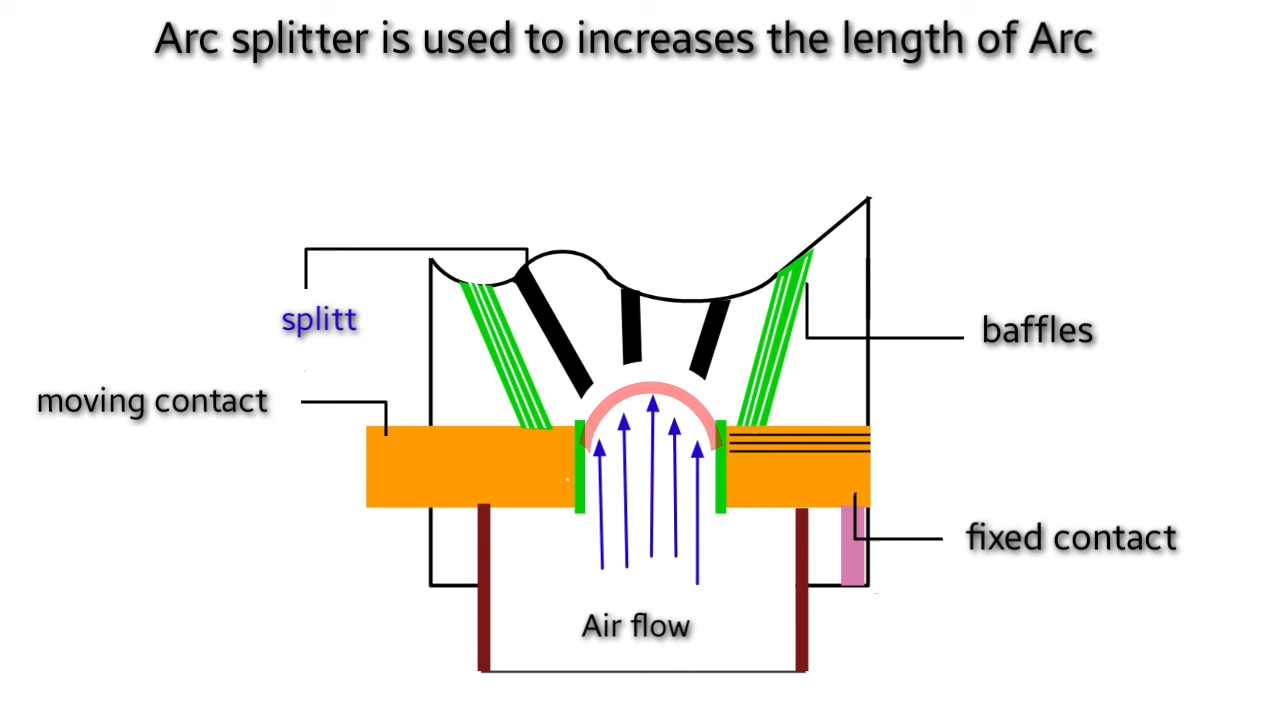 Arc splitter is used to increases the length of Arc
splitt
baffles
moving contact
fixed contact
Air flow